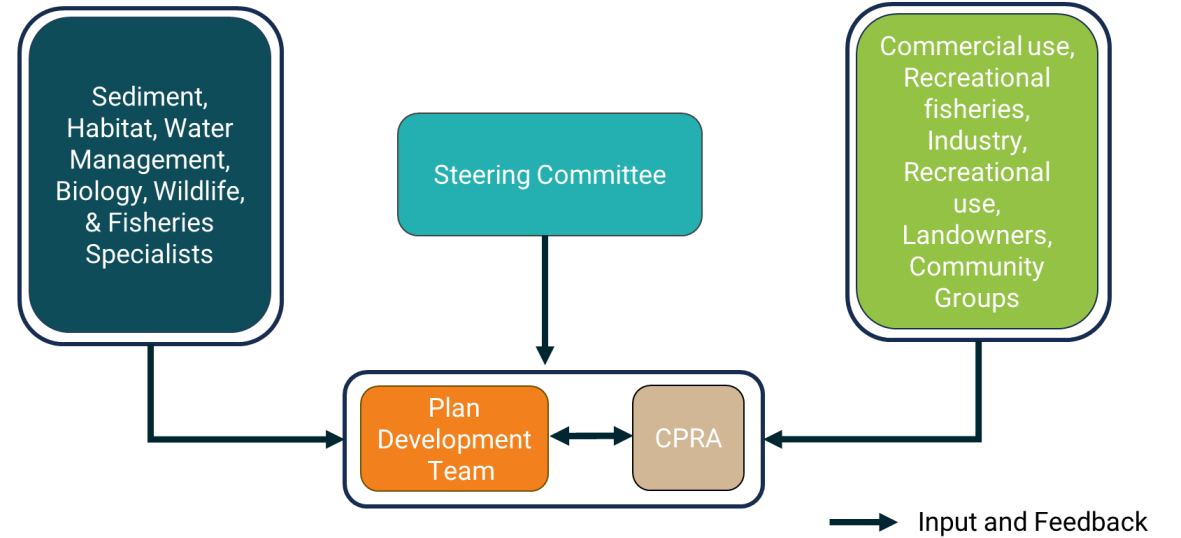 Sediment,
Habitat, Water
Management,
Biology, Wildlife,
& Fisheries
Specialists
Steering Committee
Commercial use,
Recreational
fisheries,
Industry,
Recreational
use,
Landowners,
Community
Groups
Plan
Development
Team
CPRA
Input and Feedback